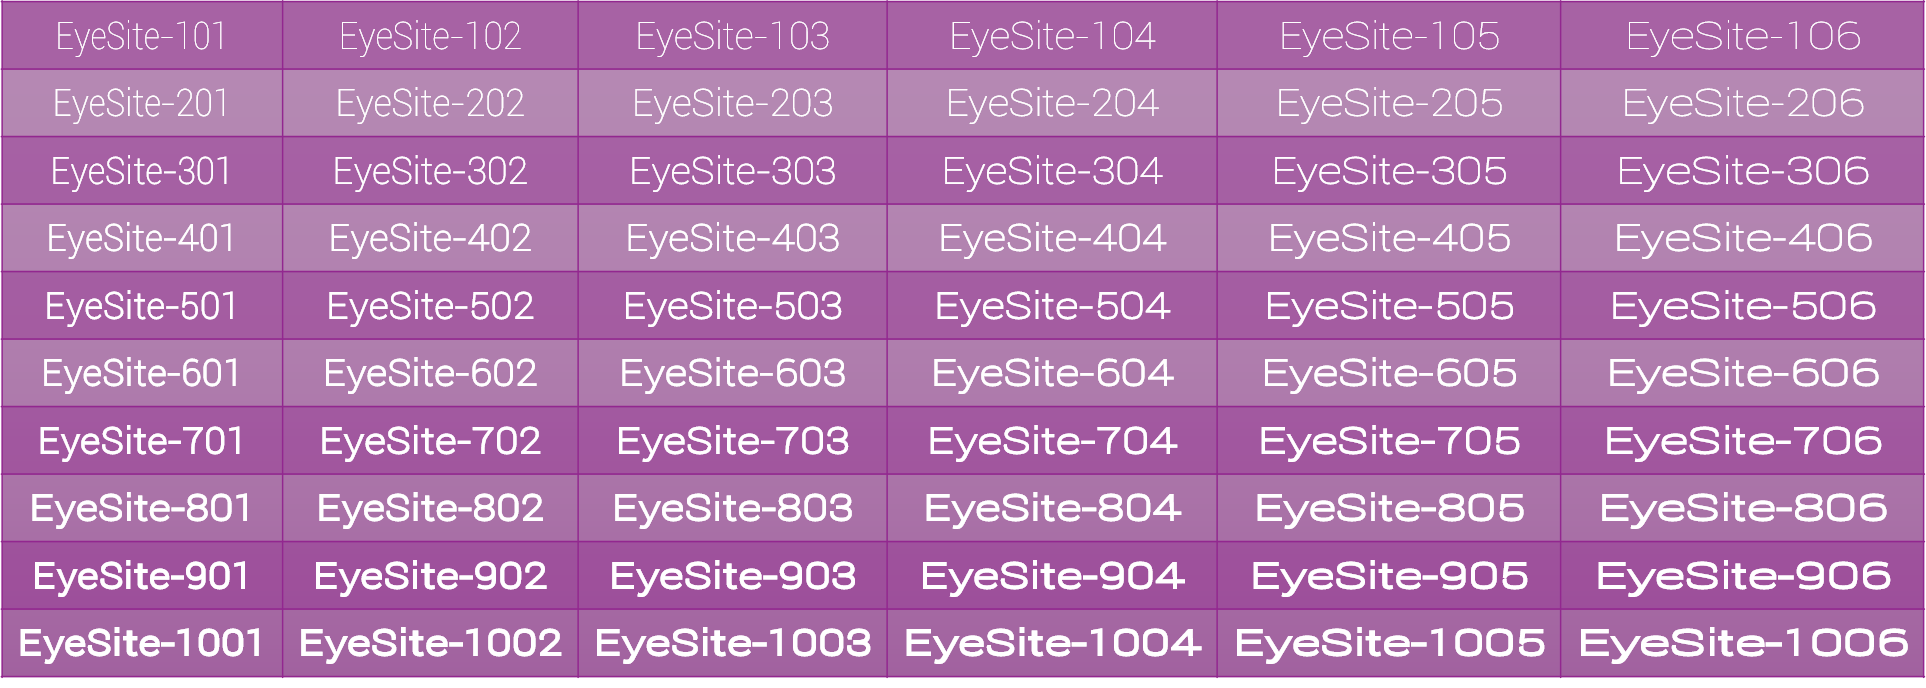 EyeSite-101 EyeSite-102 EyeSite-103 EyeSite-104 EyeSite-105 EyeSite-106
EyeSite-201 EyeSite-202 EyeSite-203 EyeSite-204 EyeSite-205 EyeSite-206
EyeSite-301 EyeSite-302 EyeSite-303 EyeSite-304 EyeSite-305 EyeSite-306
EyeSite-401 EyeSite-402 EyeSite-403 EyeSite-404 EyeSite-405 EyeSite-406
EyeSite-501 EyeSite-502 EyeSite-503 EyeSite-504 EyeSite-505 EyeSite-506
EyeSite-601 EyeSite-602 EyeSite-603 EyeSite-604 EyeSite-605 EyeSite-606
EyeSite-701 EyeSite-702 EyeSite-703 EyeSite-704 EyeSite-705 EyeSite-706
EyeSite-801 EyeSite-802 EyeSite-803 EyeSite-804 EyeSite-805 EyeSite-806
EyeSite-901 EyeSite-902 EyeSite-903 EyeSite-904 EyeSite-905 EyeSite-906
EyeSite-1001 EyeSite-1002 EyeSite-1003 EyeSite-1004 EyeSite-1005 EyeSite-1006